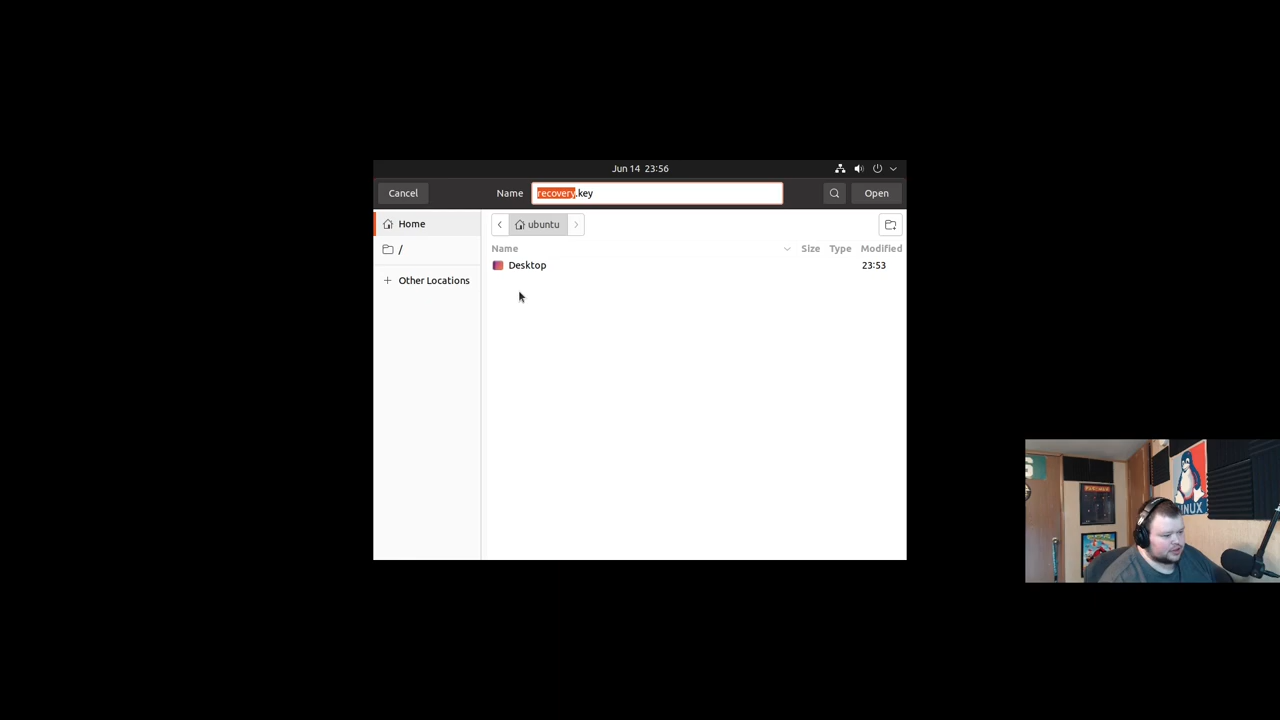 Jun 14 23:56
Cancel
Name
recovery.key
Open
Home
ubuntu
/
Other Locations
Name
Size
Type
Modified
Desktop
23:53